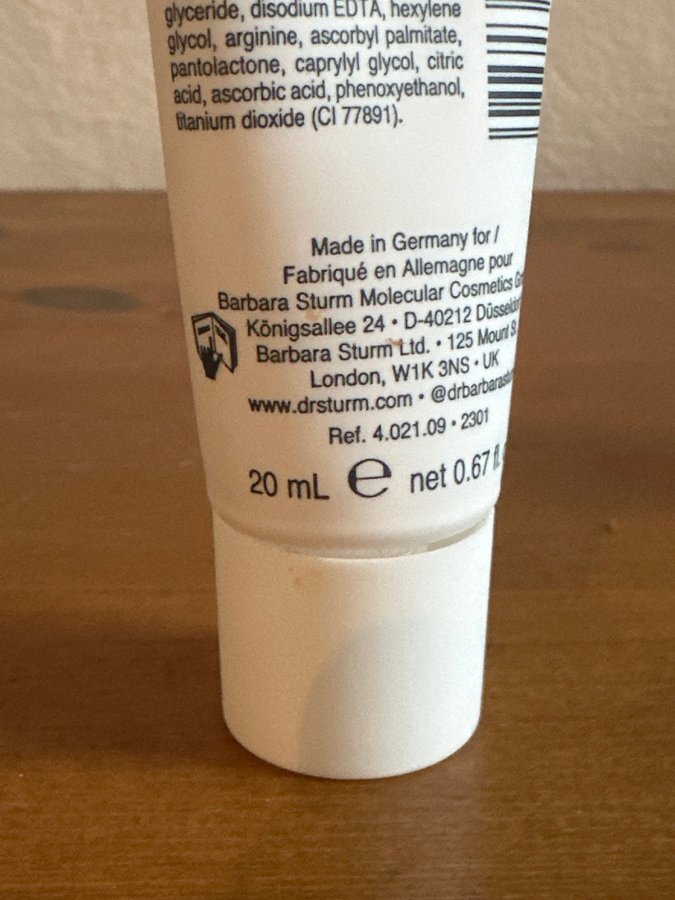 glyceride, disodium EDTA, hexylene
glycol, arginine, ascorbyl palmitate,
pantolactone, caprylyl glycol, citric
acid, ascorbic acid, phenoxyethanol,
titanium dioxide (CI 77891).
Made in Germany for /
Fabriqué en Allemagne pour
Barbara Sturm Molecular Cosmetics
Königsallee 24 • D-40212
Barbara Sturm Ltd. • 125 Mount
London, W1K 3NS • UK
www.drsturm.com •
Ref. 4.021.09 • 2301
20 mL e net 0.67 fl.